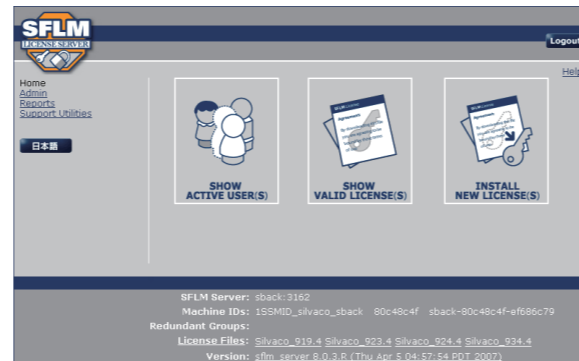 SFLM
LICENSE SERVER
Logout
Help
Home
Admin
Reports
Support Utilities
日本語
SHOW
ACTIVE USER(S)
SHOW
VALID LICENSE(S)
INSTALL
NEW LICENSE(S)
SFLM Server: sback:3162
Machine IDs: 1SSMID_silvaco_sback 80c48c4f sback-80c48c4f-ef686c79
Redundant Groups:
License Files: Silvaco_919.4 Silvaco_923.4 Silvaco_924.4 Silvaco_934.4
Version: sflm_server 8.0.3.R (Thu Apr 5 04:57:54 PDT 2007)